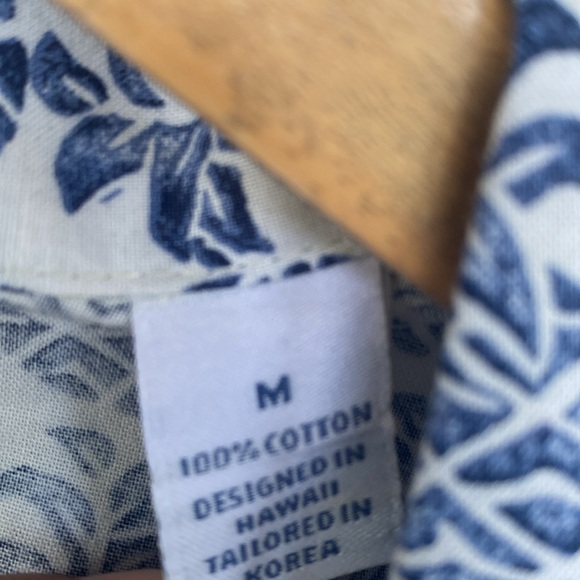 M
100% COTTON
DESIGNED IN
HAWAII
TAILORED IN
KOREA